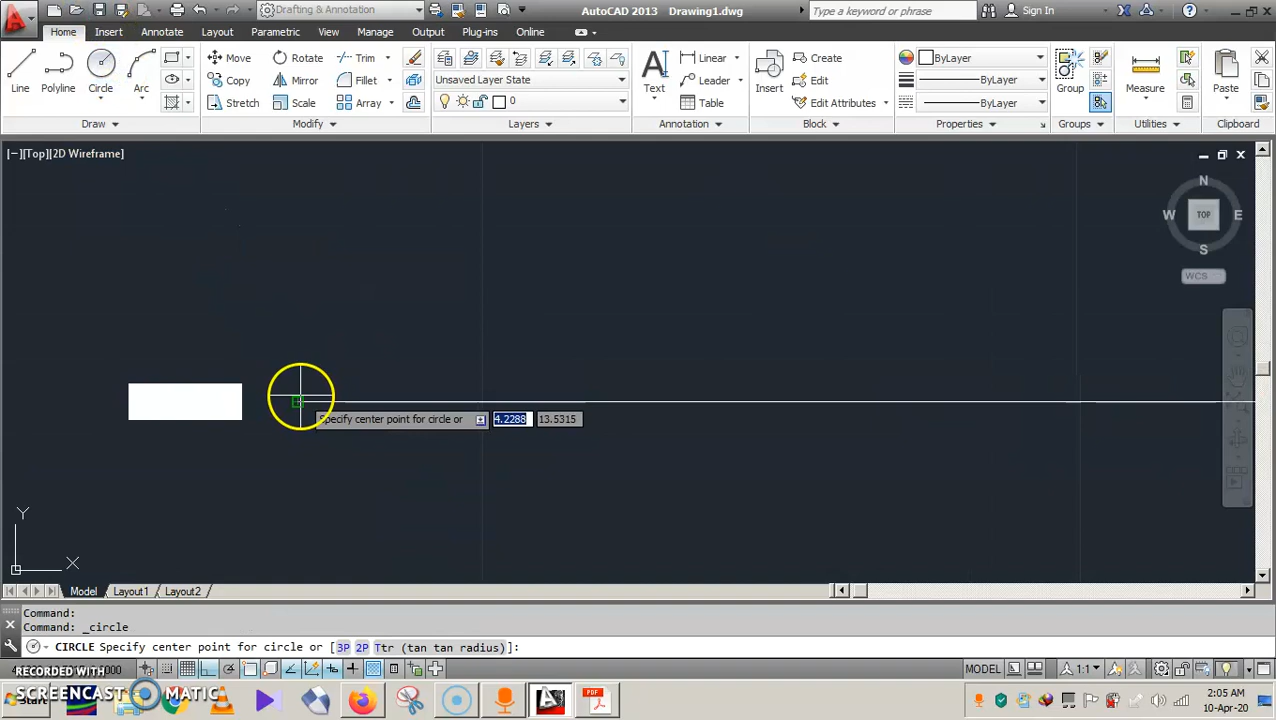 Drafting & Annotation
AutoCAD 2013 Drawing1.dwg
Type a keyword or phrase
Sign In
Home Insert Annotate Layout Parametric View Manage Output Plug-ins Online
Line Polyline Circle Arc
Move Rotate Trim
Copy Mirror Fillet
Stretch Scale Array
Unsaved Layer State
0
Text
Linear
Leader
Table
Insert
Create
Edit
Edit Attributes
ByLayer
ByLayer
ByLayer
Group
Measure
Paste
Draw Modify Layers Annotation Block Properties Groups Utilities Clipboard
[−][Top][2D Wireframe]
N
W TOP E
S
WCS
Specify center point for circle or 4.2288 13.5315
Y
X
Model Layout1 Layout2
Command:
Command: _circle
CIRCLE Specify center point for circle or [3P 2P Ttr (tan tan radius)]:
MODEL 1:1
RECORDED WITH
SCREENCAST MATIC
Start
PDF
2:05 AM
10-Apr-20